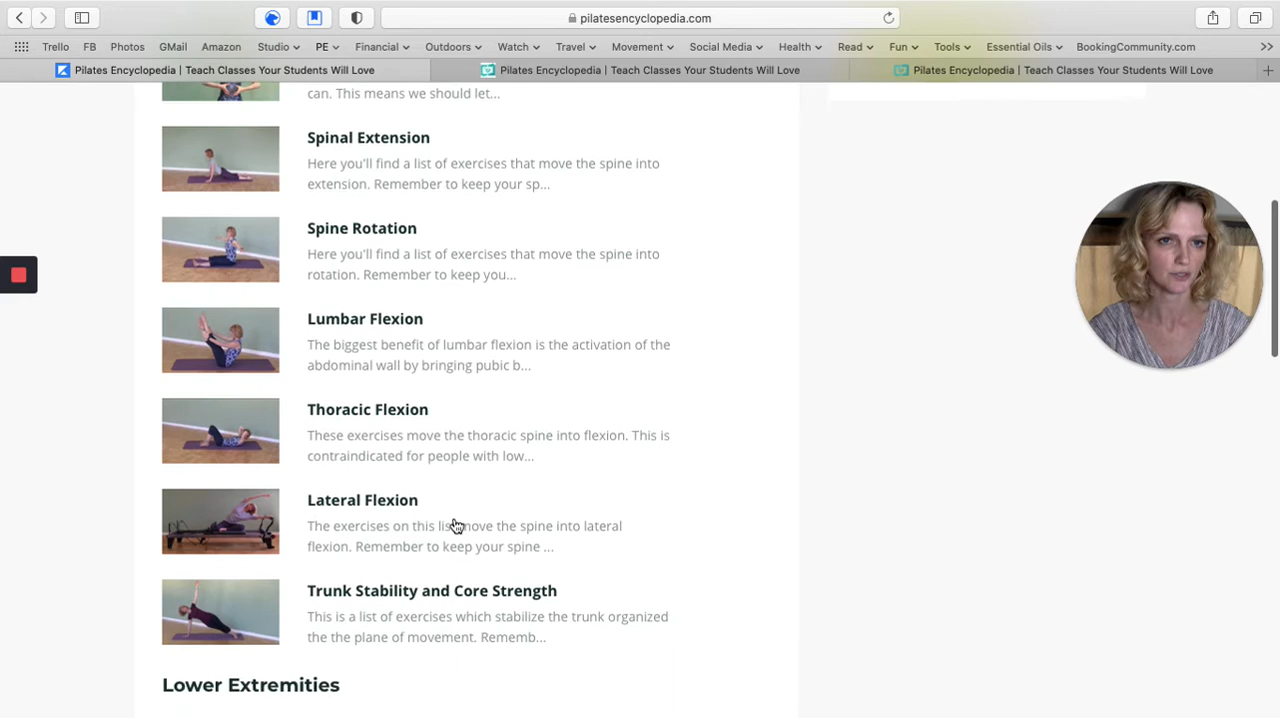 pilatesencyclopedia.com
Trello FB Photos GMail Amazon Studio PE Financial Outdoors Watch Travel Movement Social Media Health Read Fun Tools Essential Oils BookingCommunity.com >>
Pilates Encyclopedia | Teach Classes Your Students Will Love Pilates Encyclopedia | Teach Classes Your Students Will Love Pilates Encyclopedia | Teach Classes Your Students Will Love
can. This means we should let...
Spinal Extension
Here you'll find a list of exercises that move the spine into
extension. Remember to keep your sp...
Spine Rotation
Here you'll find a list of exercises that move the spine into
rotation. Remember to keep you...
Lumbar Flexion
The biggest benefit of lumbar flexion is the activation of the
abdominal wall by bringing pubic b...
Thoracic Flexion
These exercises move the thoracic spine into flexion. This is
contraindicated for people with low...
Lateral Flexion
The exercises on this list move the spine into lateral
flexion. Remember to keep your spine ...
Trunk Stability and Core Strength
This is a list of exercises which stabilize the trunk organized
the the plane of movement. Rememb...
Lower Extremities